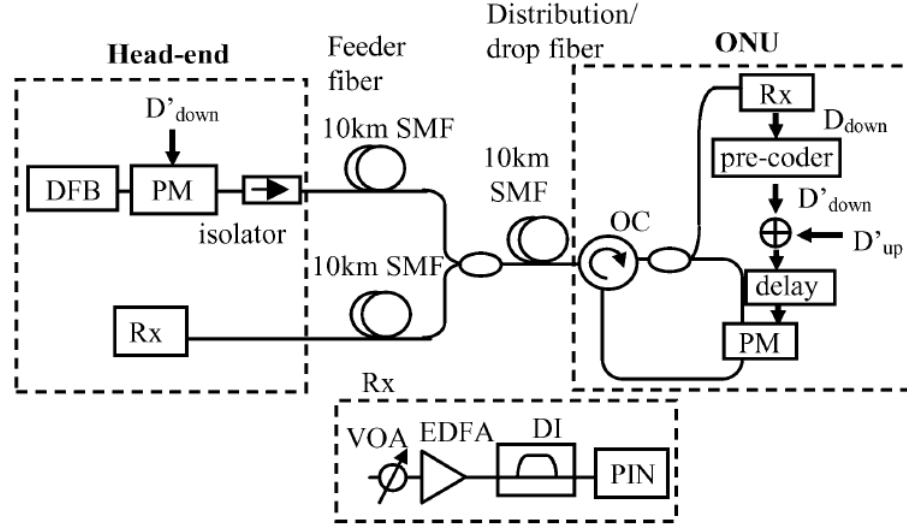 Distribution/
drop fiber
Head-end
Feeder
fiber
ONU
D'down
10km SMF
10km
SMF
Rx
Ddown
pre-coder
DFB
PM
isolator
OC
D'down
D'up
10km SMF
delay
Rx
PM
Rx
VOA
EDFA
DI
PIN